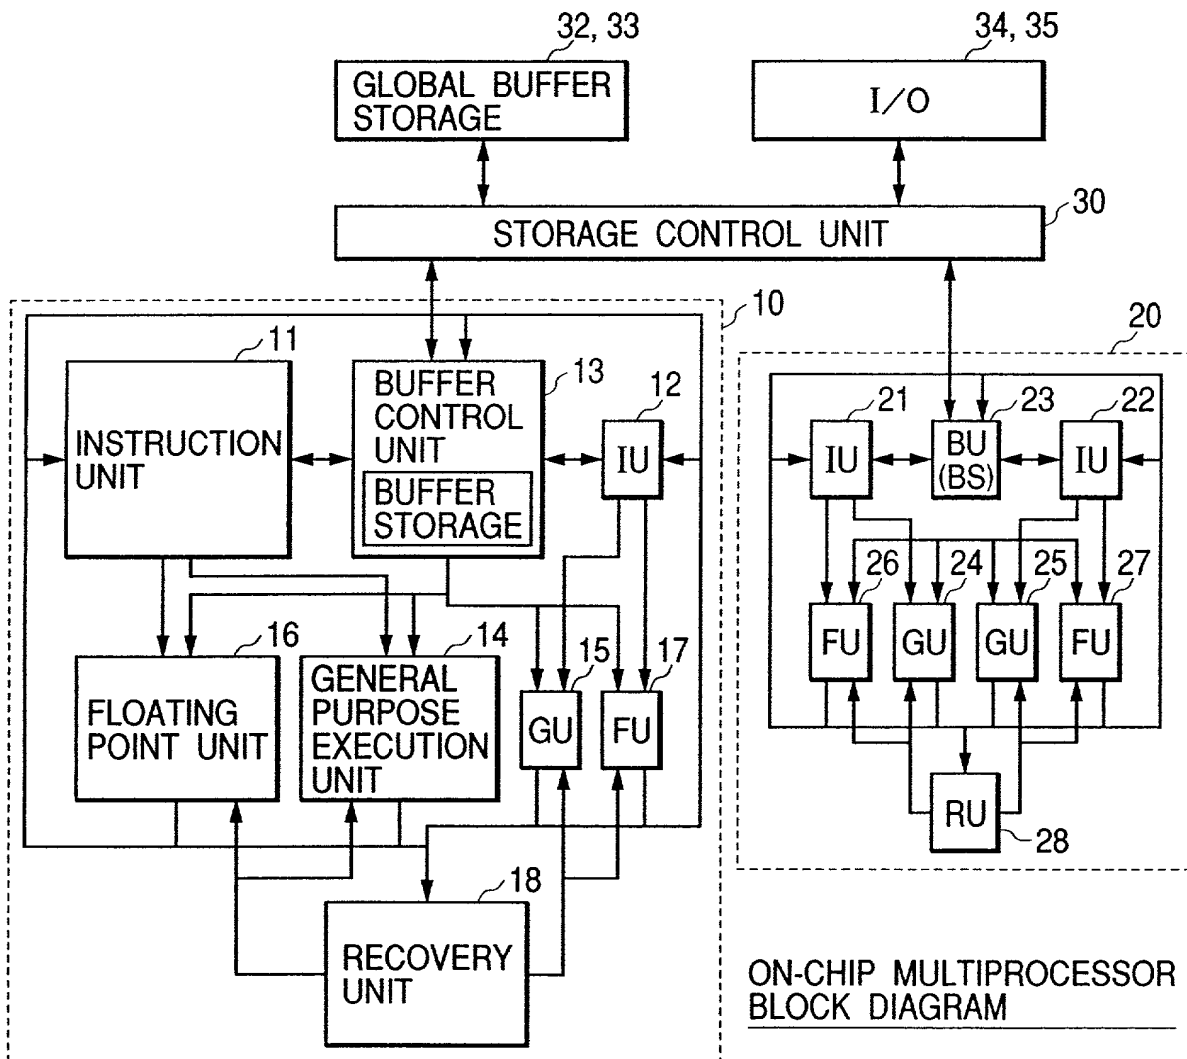 32, 33
34, 35
GLOBAL BUFFER
STORAGE
I/O
30
STORAGE CONTROL UNIT
10
20
11
13
12
BUFFER
CONTROL
UNIT
INSTRUCTION
UNIT
IU
BUFFER
STORAGE
21
23
22
IU
BU
(BS)
IU
26
24
25
27
FU
GU
GU
FU
16
14
15
17
FLOATING
POINT UNIT
GENERAL
PURPOSE
EXECUTION
UNIT
GU
FU
RU
28
18
RECOVERY
UNIT
ON-CHIP MULTIPROCESSOR
BLOCK DIAGRAM